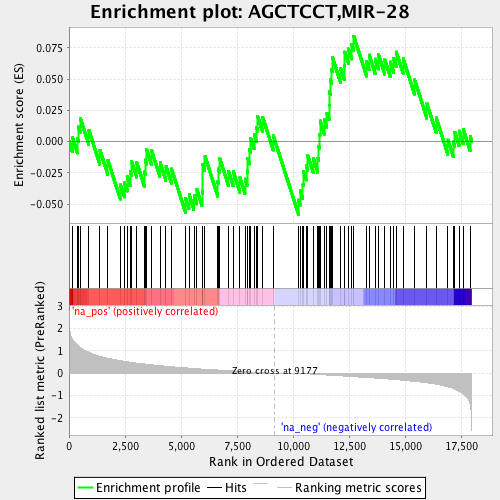 Enrichment plot: AGCTCCT,MIR-28
Enrichment score (ES)
0.075
0.050
0.025
0.000
-0.025
-0.050
'na_pos' (positively correlated)
Ranked list metric (PreRanked)
3
2
1
0
-1
-2
Zero cross at 9177
'na_neg' (negatively correlated)
0
2,500
5,000
7,500
10,000
12,500
15,000
17,500
Rank in Ordered Dataset
Enrichment profile
Hits
Ranking metric scores